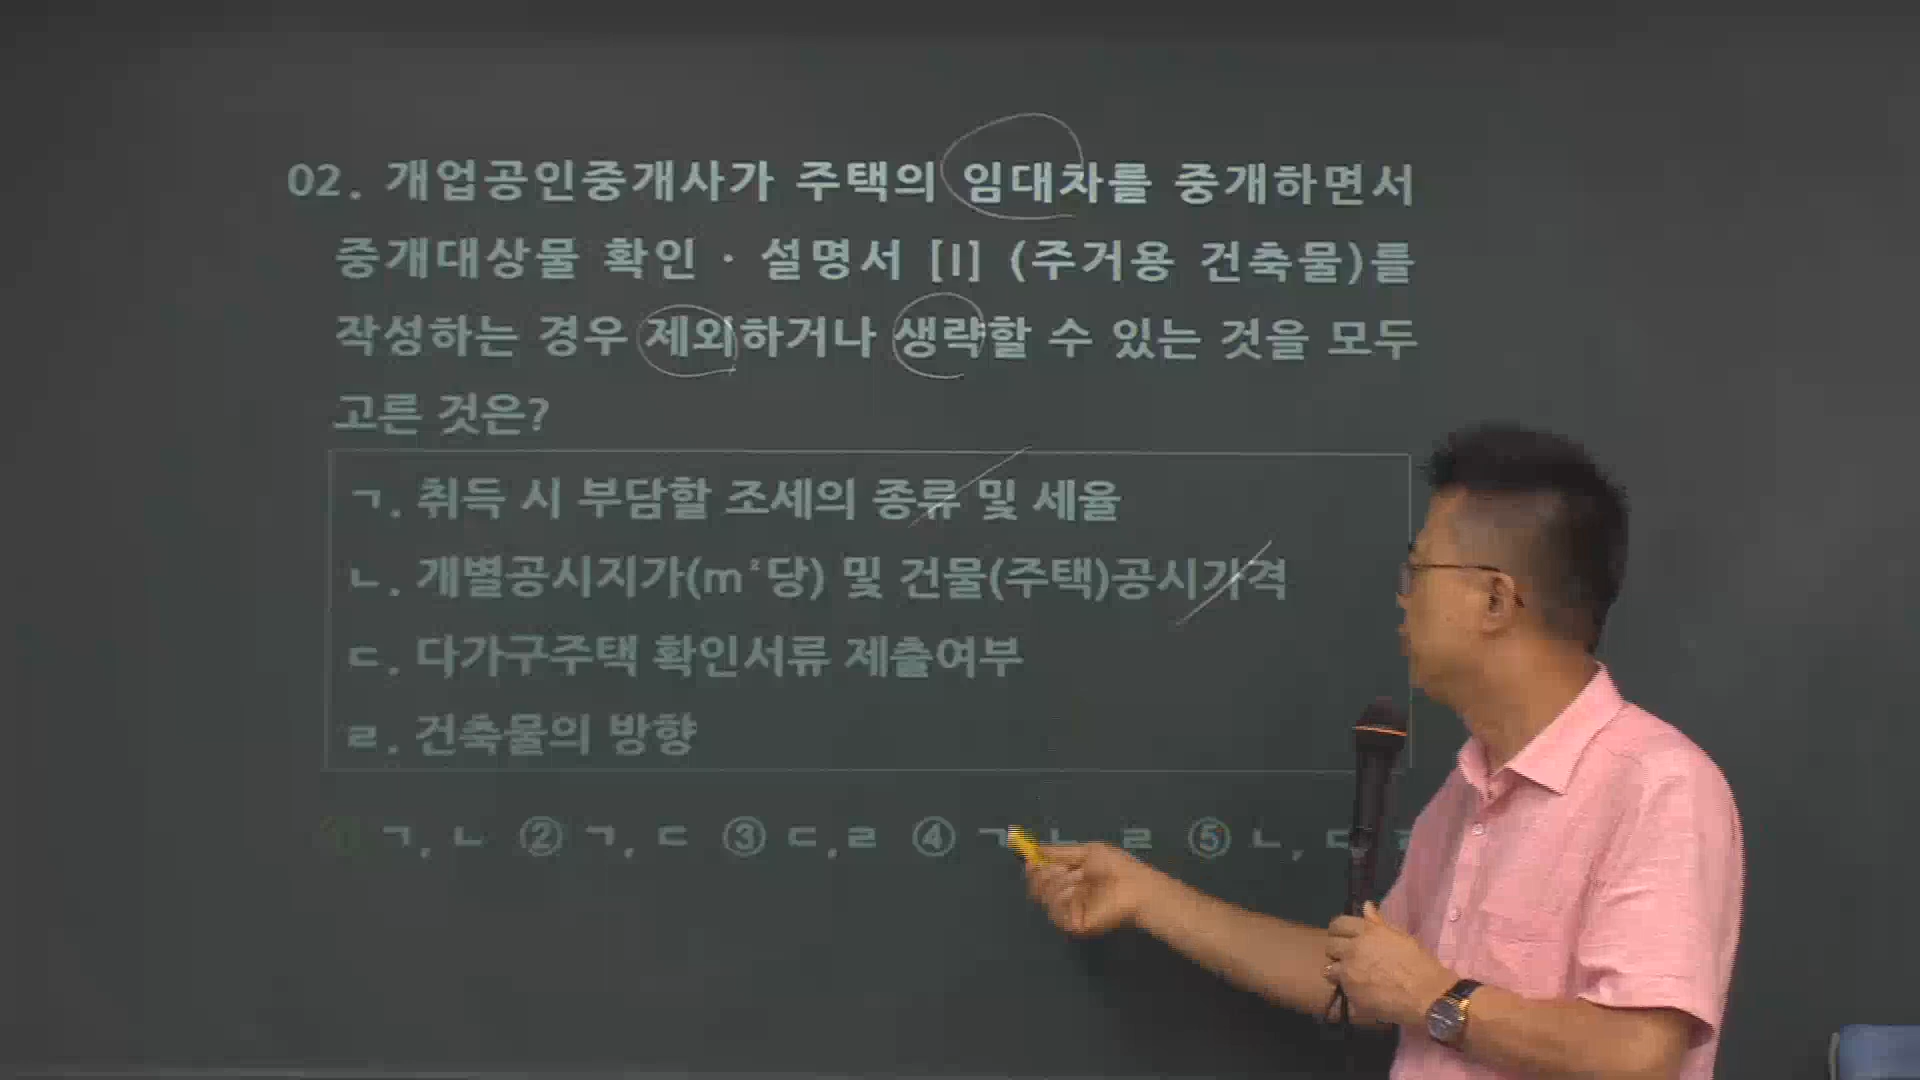 02. 개업공인중개사가 주택의 임대차를 중개하면서
중개대상물 확인 · 설명서 [I] (주거용 건축물)를
작성하는 경우 제외하거나 생략할 수 있는 것을 모두
고른 것은?
ㄱ. 취득 시 부담할 조세의 종류 및 세율
ㄴ. 개별공시지가(m²당) 및 건물(주택)공시가격
ㄷ. 다가구주택 확인서류 제출여부
ㄹ. 건축물의 방향
① ㄱ, ㄴ ② ㄱ, ㄷ ③ ㄷ,ㄹ ④ ㄱ, ㄴ, ㄹ ⑤ ㄴ, ㄷ,